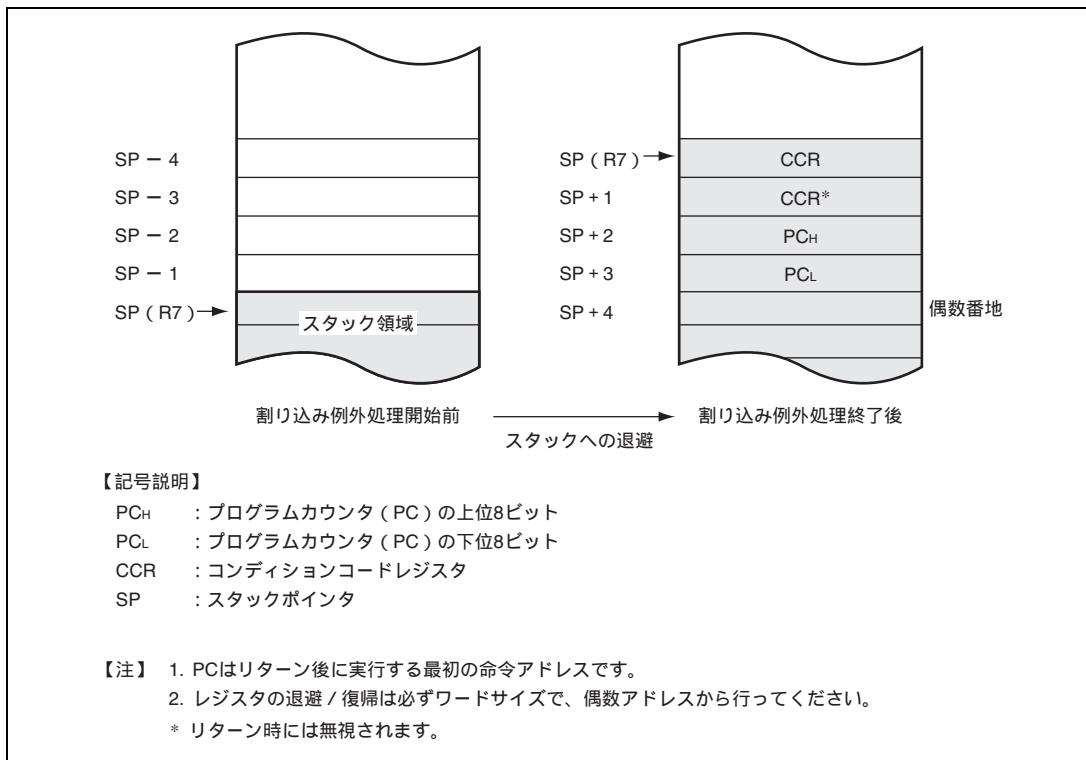 SP － 4
SP － 3
SP － 2
SP － 1
SP（R7）
スタック領域
SP（R7）
SP + 1
SP + 2
SP + 3
SP + 4
CCR
CCR*
PCH
PCL
偶数番地
割り込み例外処理開始前
スタックへの退避
割り込み例外処理終了後
【記号説明】
PCH ：プログラムカウンタ（PC）の上位8ビット
PCL ：プログラムカウンタ（PC）の下位8ビット
CCR ：コンディションコードレジスタ
SP ：スタックポインタ
【注】 1. PCはリターン後に実行する最初の命令アドレスです。
2. レジスタの退避 / 復帰は必ずワードサイズで、偶数アドレスから行ってください。
* リターン時には無視されます。